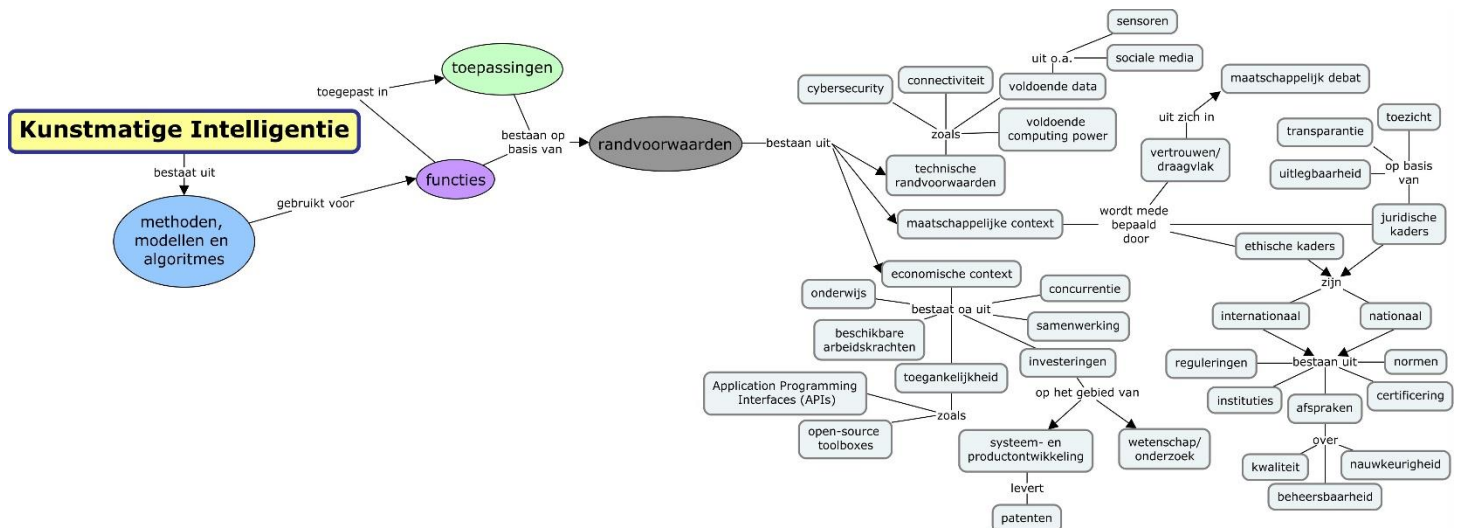 Kunstmatige Intelligentie
bestaat uit
methoden,
modellen en
algoritmes
gebruikt voor
functies
toegepast in
toepassingen
bestaan op
basis van
randvoorwaarden
bestaan uit
technische
randvoorwaarden
zoals
cybersecurity
connectiviteit
voldoende data
uit o.a.
sensoren
sociale media
voldoende
computing power
maatschappelijke context
wordt mede
bepaald
door
vertrouwen/
draagvlak
uit zich in
maatschappelijk debat
juridische
kaders
op basis
van
transparantie
toezicht
uitlegbaarheid
ethische kaders
zijn
internationaal
nationaal
bestaan uit
reguleringen
normen
instituties
certificering
afspraken
over
kwaliteit
nauwkeurigheid
beheersbaarheid
economische context
bestaat oa uit
onderwijs
concurrentie
beschikbare
arbeidskrachten
samenwerking
toegankelijkheid
zoals
Application Programming
Interfaces (APIs)
open-source
toolboxes
investeringen
op het gebied van
systeem- en
productontwikkeling
wetenschap/
onderzoek
levert
patenten